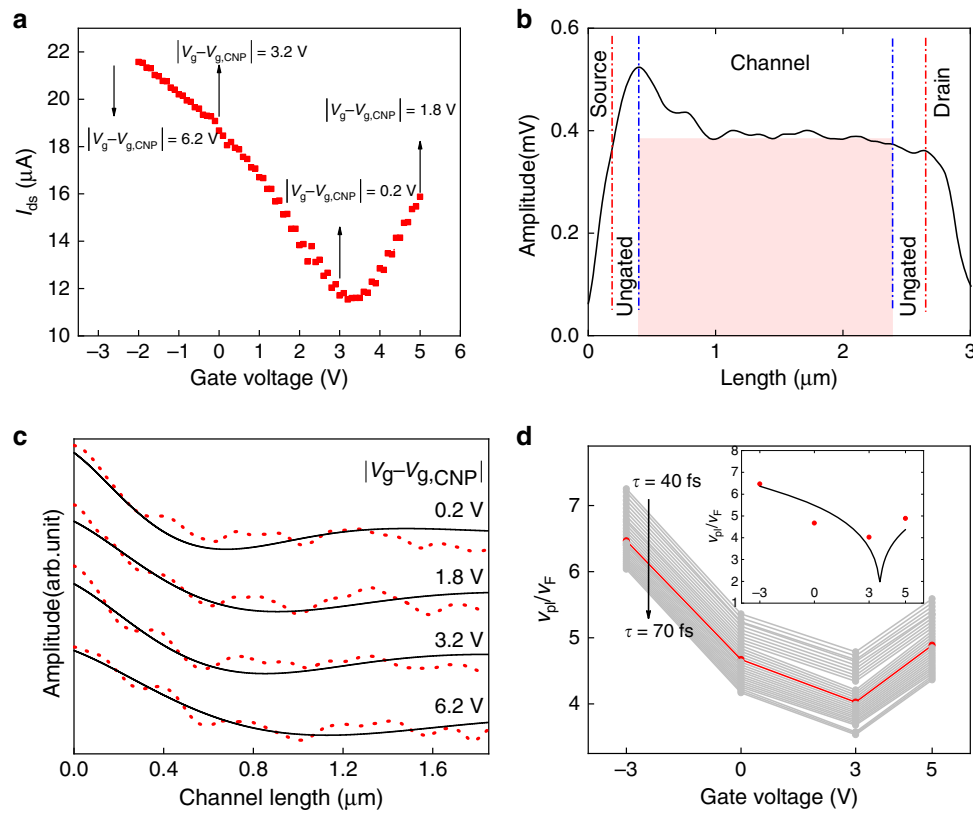 a
|Vg–Vg,CNP| = 3.2 V
|Vg–Vg,CNP| = 1.8 V
|Vg–Vg,CNP| = 6.2 V
|Vg–Vg,CNP| = 0.2 V
22
20
18
16
14
12
10
Ids (μA)
–3 –2 –1 0 1 2 3 4 5 6
Gate voltage (V)
b
Source
Channel
Drain
Ungated
Ungated
0.6
0.4
0.2
0.0
Amplitude(mV)
0 1 2 3
Length (μm)
c
|Vg–Vg,CNP|
0.2 V
1.8 V
3.2 V
6.2 V
Amplitude(arb.unit)
0.0 0.4 0.8 1.2 1.6
Channel length (μm)
d
τ = 40 fs
τ = 70 fs
7
6
5
4
vpl/vF
–3 0 3 5
Gate voltage (V)
8
7
6
5
4
3
2
vpl/vF
–3 0 3 5